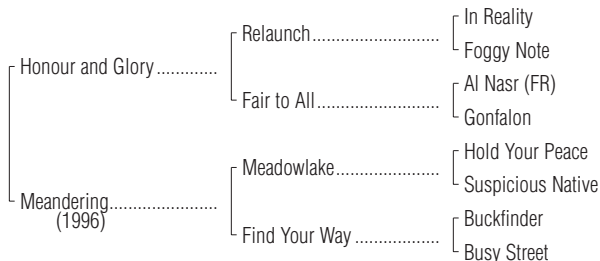 In Reality
Relaunch........................
Foggy Note
Honour and Glory............
Al Nasr (FR)
Fair to All........................
Gonfalon
Hold Your Peace
Meadowlake....................
Suspicious Native
Meandering.....................
(1996)
Buckfinder
Find Your Way ................
Busy Street